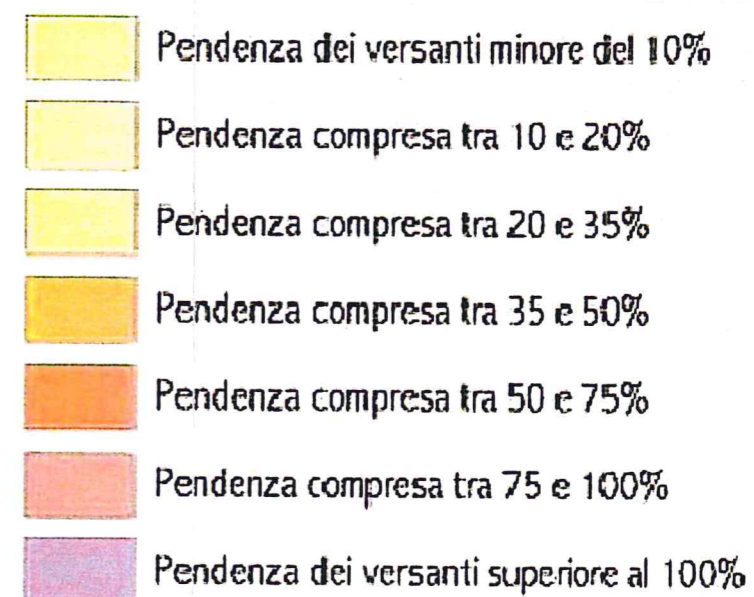 Pendenza dei versanti minore del 10%
Pendenza compresa tra 10 e 20%
Pendenza compresa tra 20 e 35%
Pendenza compresa tra 35 e 50%
Pendenza compresa tra 50 e 75%
Pendenza compresa tra 75 e 100%
Pendenza dei versanti superiore al 100%